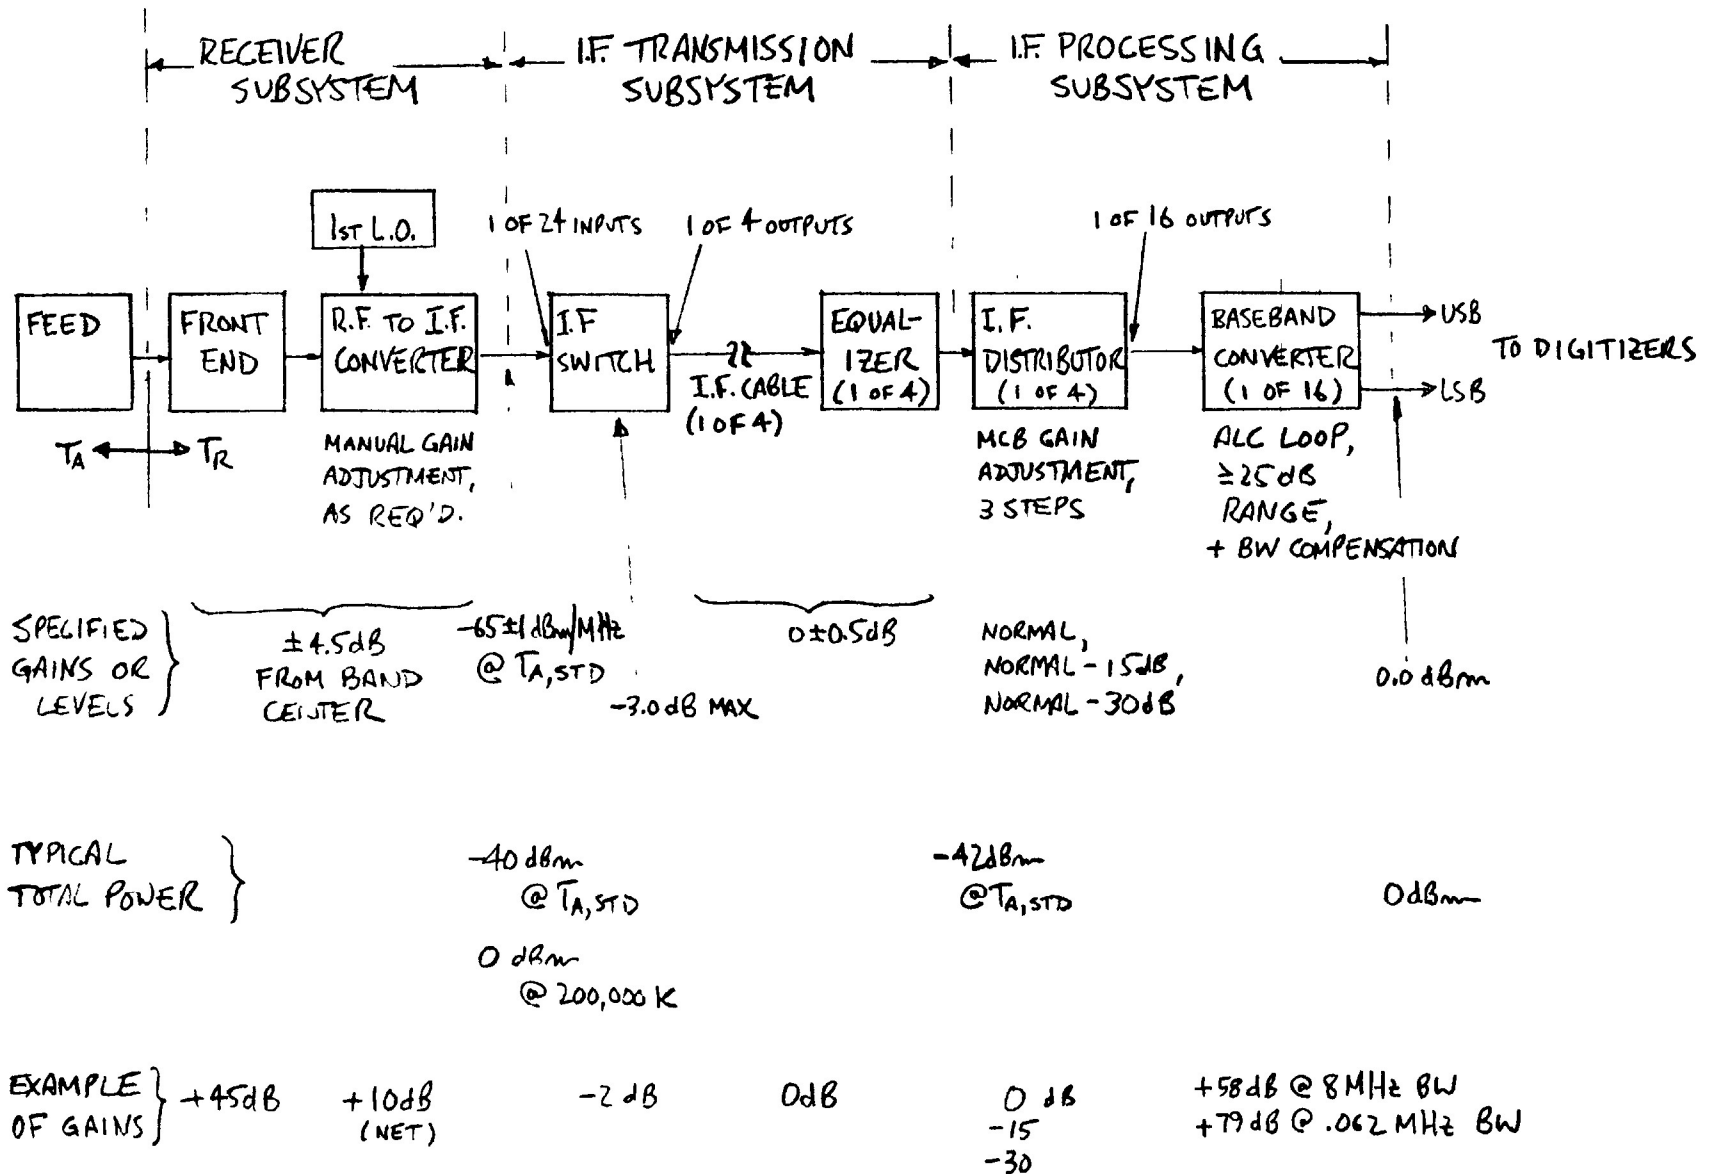 RECEIVER
SUBSYSTEM
I.F. TRANSMISSION
SUBSYSTEM
I.F. PROCESSING
SUBSYSTEM
1ST L.O.
1 OF 24 INPUTS
1 OF 4 OUTPUTS
1 OF 16 OUTPUTS
FEED
FRONT
END
R.F. TO I.F.
CONVERTER
I.F
SWITCH
I.F. CABLE
(1 OF 4)
EQUAL-
IZER
(1 OF 4)
I.F.
DISTRIBUTOR
(1 OF 4)
BASEBAND
CONVERTER
(1 OF 16)
USB
LSB
TO DIGITIZERS
TA
TR
MANUAL GAIN
ADJUSTMENT,
AS REQ'D.
MCB GAIN
ADJUSTMENT,
3 STEPS
ALC LOOP,
≥25 dB
RANGE,
+ BW COMPENSATION
SPECIFIED
GAINS OR
LEVELS
±4.5dB
FROM BAND
CENTER
-65±1dBm/MHz
@ TA,STD
-3.0dB MAX
0±0.5dB
NORMAL,
NORMAL-15dB,
NORMAL-30dB
0.0 dBm
TYPICAL
TOTAL POWER
-40 dBm
@ TA,STD
0 dBm
@ 200,000 K
-42dBm
@TA,STD
0dBm
EXAMPLE
OF GAINS
+45dB
+10dB
(NET)
-2 dB
0dB
0 dB
-15
-30
+58dB @ 8MHz BW
+79dB @ .062 MHz BW